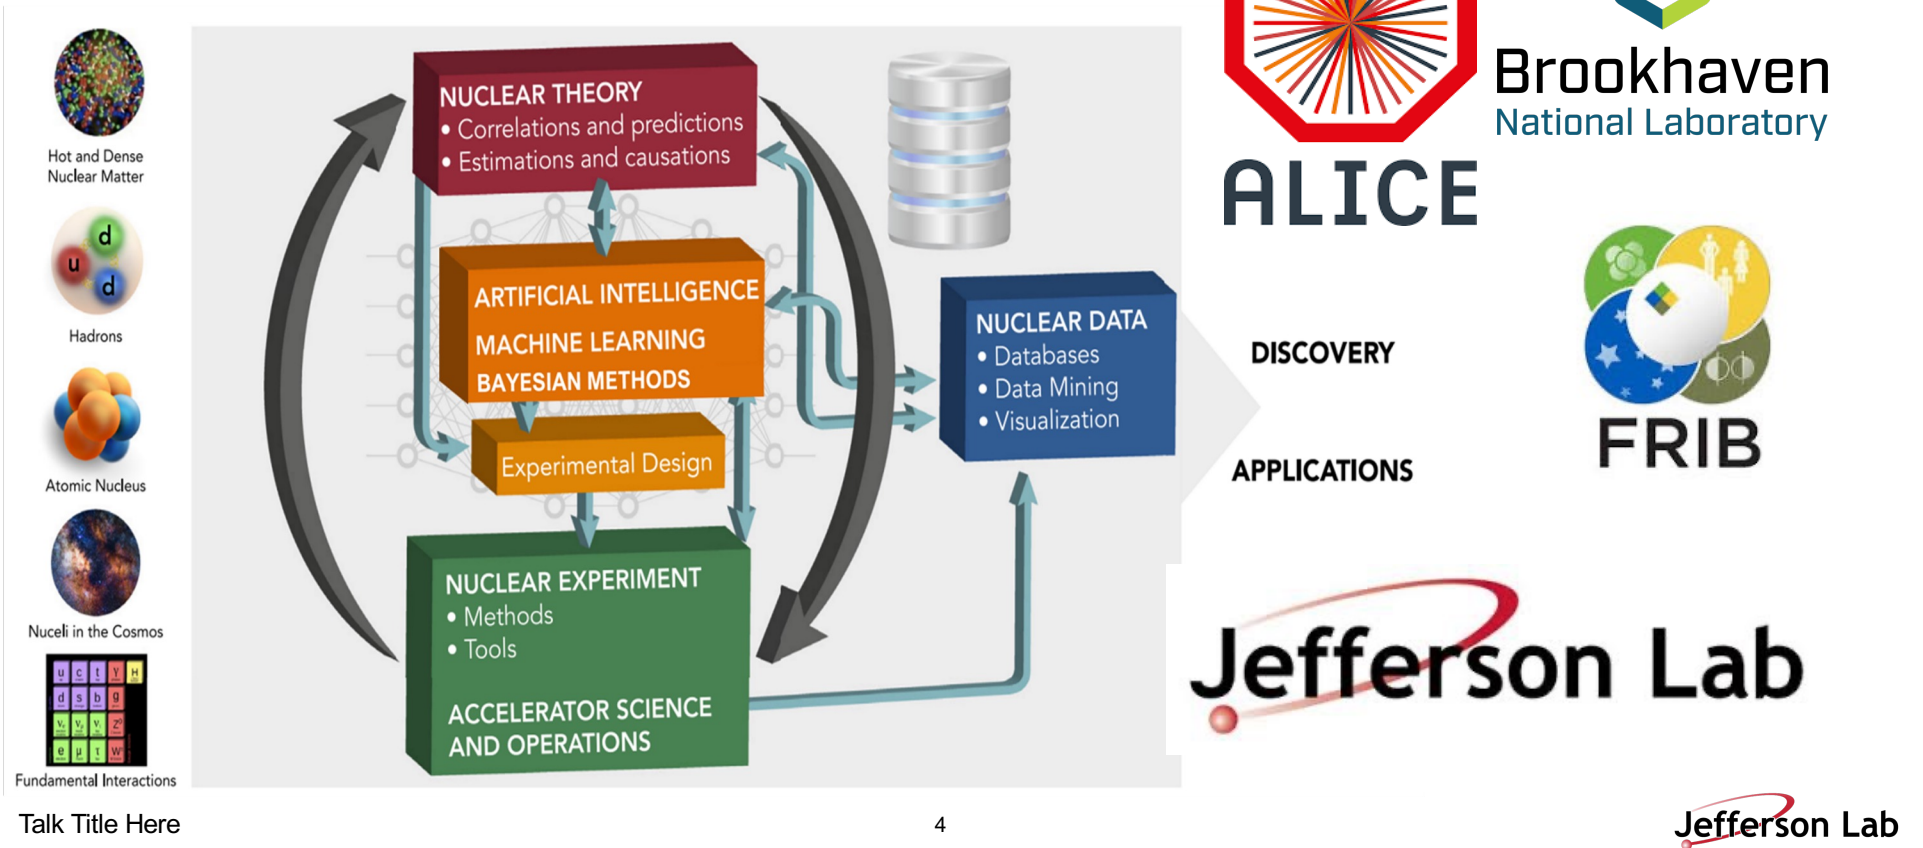 Hot and Dense
Nuclear Matter
d
u
d
Hadrons
Atomic Nucleus
Nuceli in the Cosmos
u c t γ H
d s b g
e μ τ W
Fundamental Interactions
NUCLEAR THEORY
• Correlations and predictions
• Estimations and causations
ARTIFICIAL INTELLIGENCE
MACHINE LEARNING
BAYESIAN METHODS
Experimental Design
NUCLEAR EXPERIMENT
• Methods
• Tools
ACCELERATOR SCIENCE
AND OPERATIONS
NUCLEAR DATA
• Databases
• Data Mining
• Visualization
DISCOVERY
APPLICATIONS
ALICE
Brookhaven
National Laboratory
FRIB
Jefferson Lab
Talk Title Here
4
Jefferson Lab